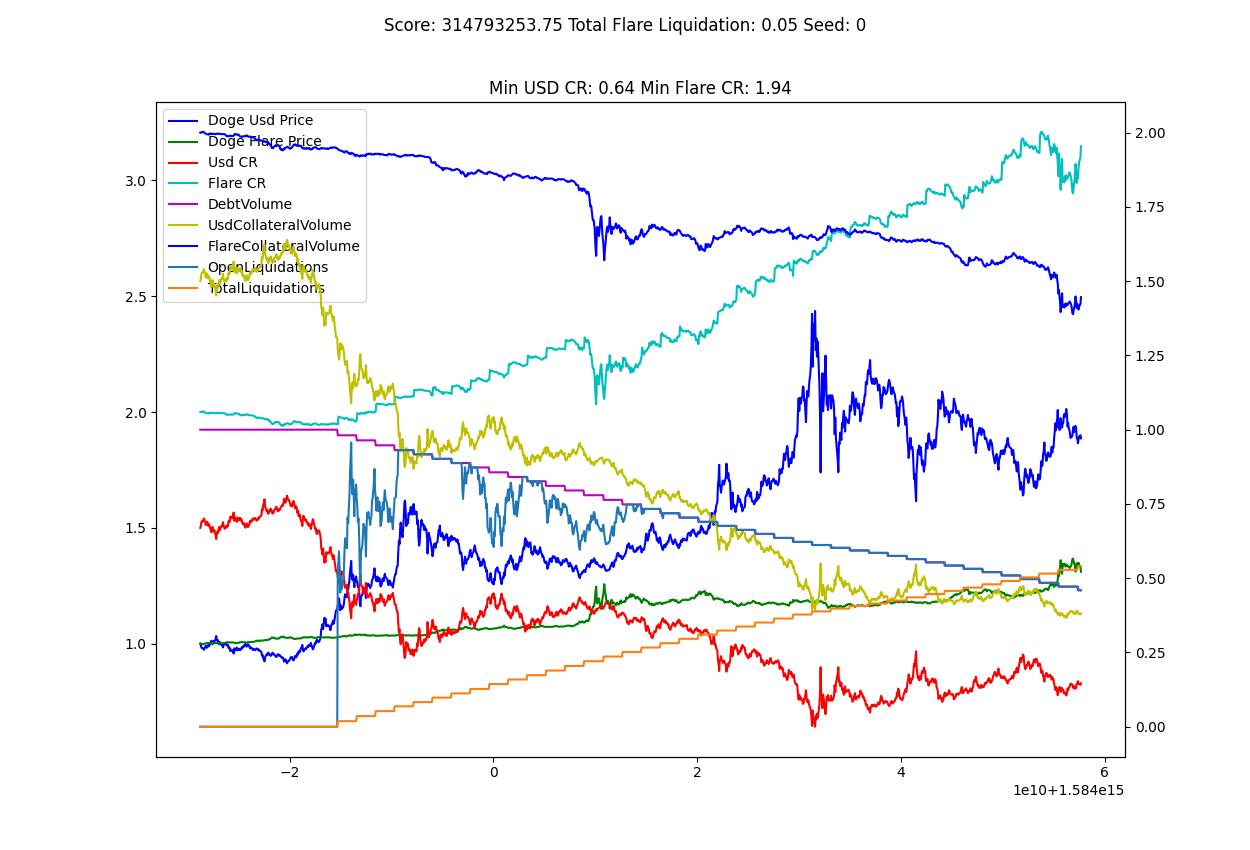 Score: 314793253.75 Total Flare Liquidation: 0.05 Seed: 0
Min USD CR: 0.64 Min Flare CR: 1.94
Doge Usd Price
Doge Flare Price
Usd CR
Flare CR
DebtVolume
UsdCollateralVolume
FlareCollateralVolume
OpenLiquidations
TotalLiquidations
3.0
2.5
2.0
1.5
1.0
2.00
1.75
1.50
1.25
1.00
0.75
0.50
0.25
0.00
−2 0 2 4 6
1e10+1.584e15